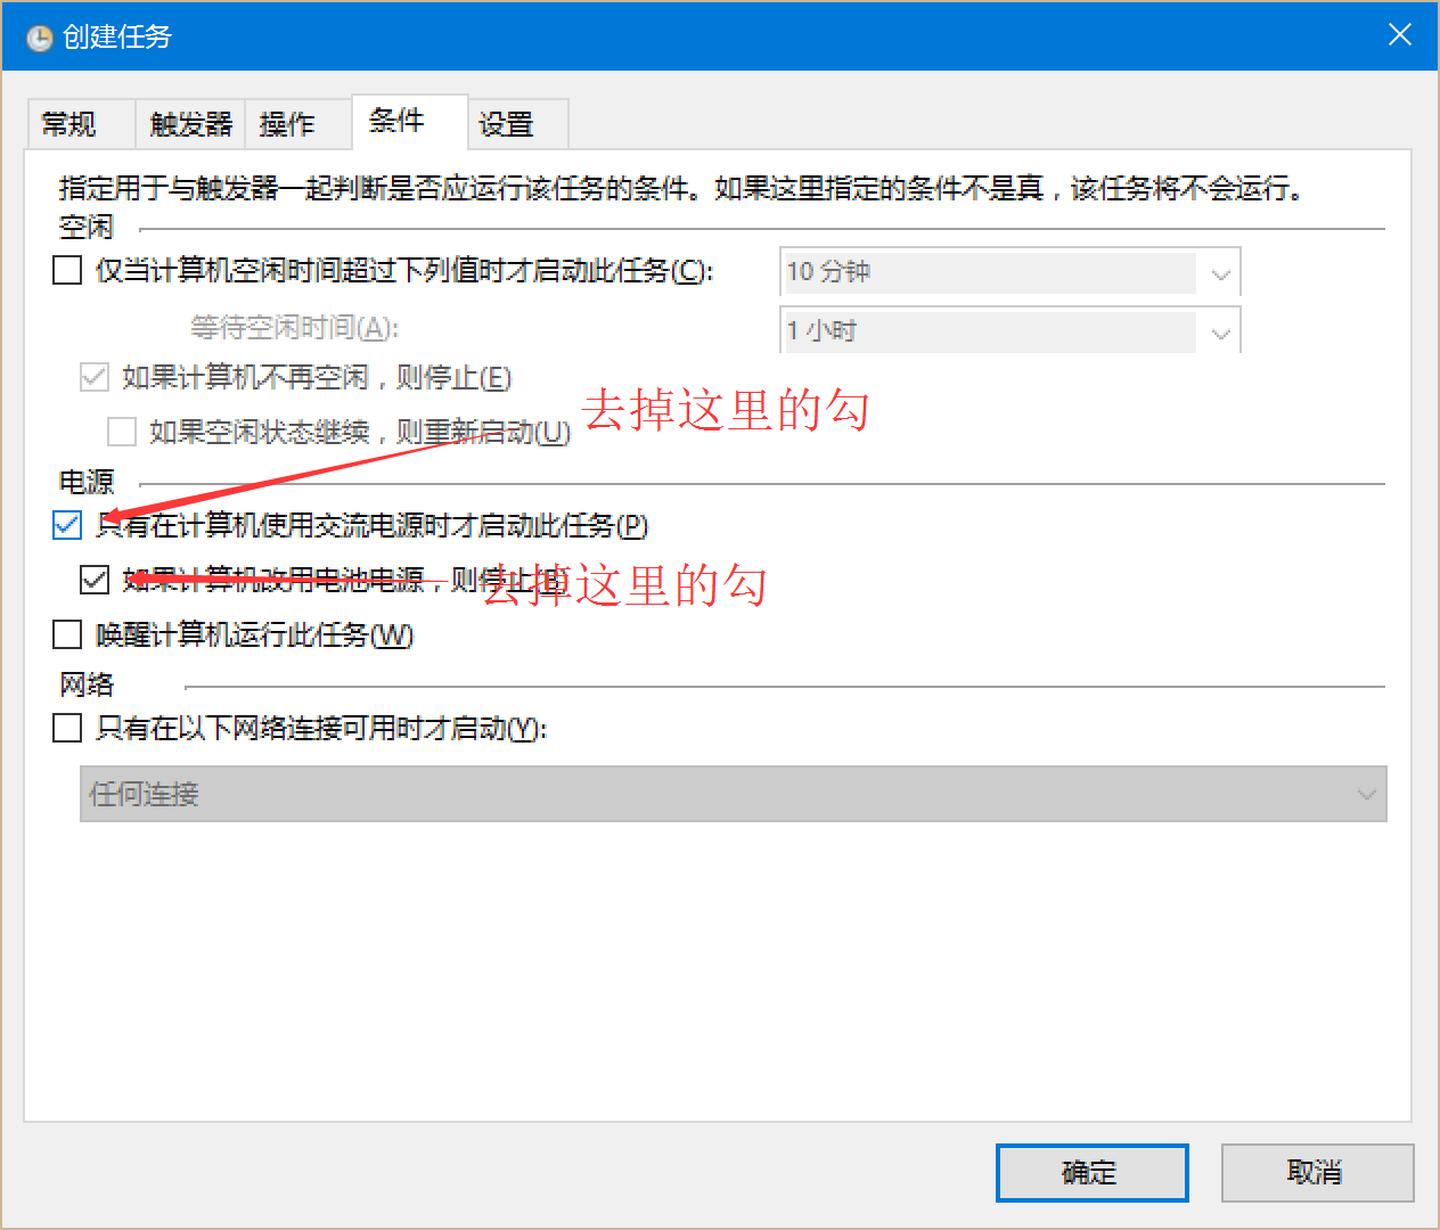 创建任务
常规 触发器 操作 条件 设置
指定用于与触发器一起判断是否应运行该任务的条件。如果这里指定的条件不是真，该任务将不会运行。
空闲
仅当计算机空闲时间超过下列值时才启动此任务(C): 10 分钟
等待空闲时间(A): 1 小时
如果计算机不再空闲，则停止(E)
去掉这里的勾
如果空闲状态继续，则重新启动(U)
电源
只有在计算机使用交流电源时才启动此任务(P)
如果计算机改用电池电源，则停止(B)
去掉这里的勾
唤醒计算机运行此任务(W)
网络
只有在以下网络连接可用时才启动(Y):
任何连接
确定 取消